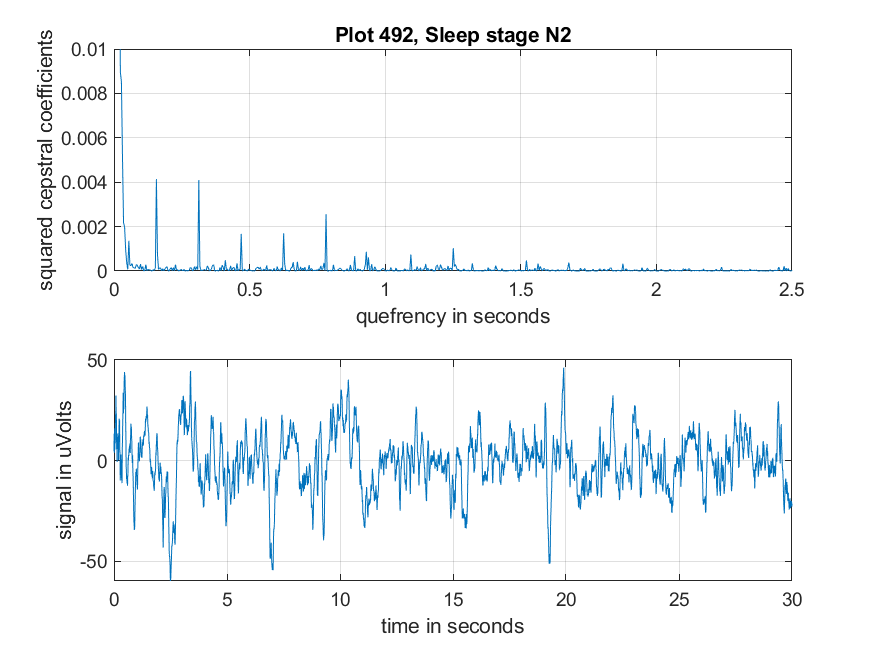 Plot 492, Sleep stage N2
squared cepstral coefficients
0.01
0.008
0.006
0.004
0.002
0
0 0.5 1 1.5 2 2.5
quefrency in seconds
signal in uVolts
50
0
-50
0 5 10 15 20 25 30
time in seconds